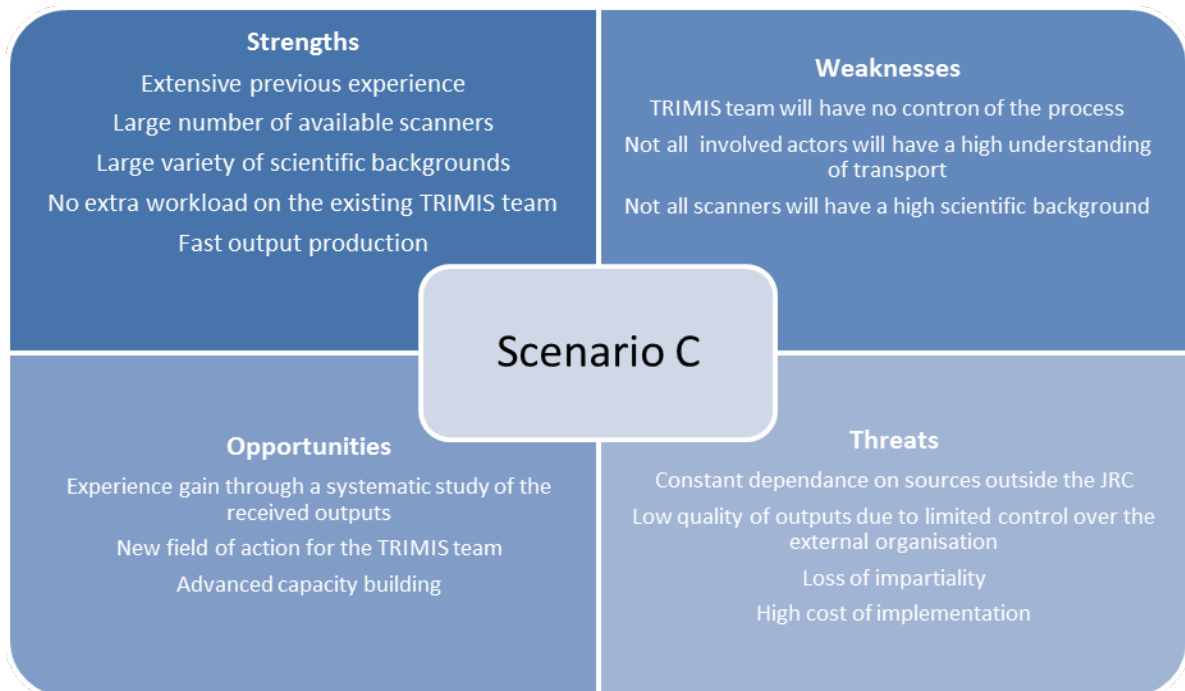 Strengths
Extensive previous experience
Large number of available scanners
Large variety of scientific backgrounds
No extra workload on the existing TRIMIS team
Fast output production
Weaknesses
TRIMIS team will have no contron of the process
Not all involved actors will have a high understanding
of transport
Not all scanners will have a high scientific background
Scenario C
Opportunities
Experience gain through a systematic study of the
received outputs
New field of action for the TRIMIS team
Advanced capacity building
Threats
Constant dependance on sources outside the JRC
Low quality of outputs due to limited control over the
external organisation
Loss of impartiality
High cost of implementation